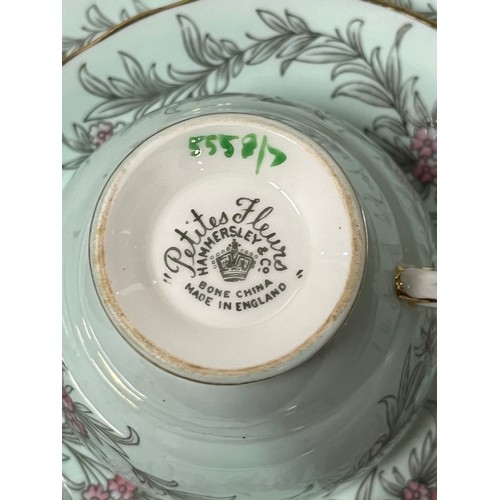 5558/7
"Petites Fleurs"
HAMMERSLEY & Co.
BONE CHINA
MADE IN ENGLAND